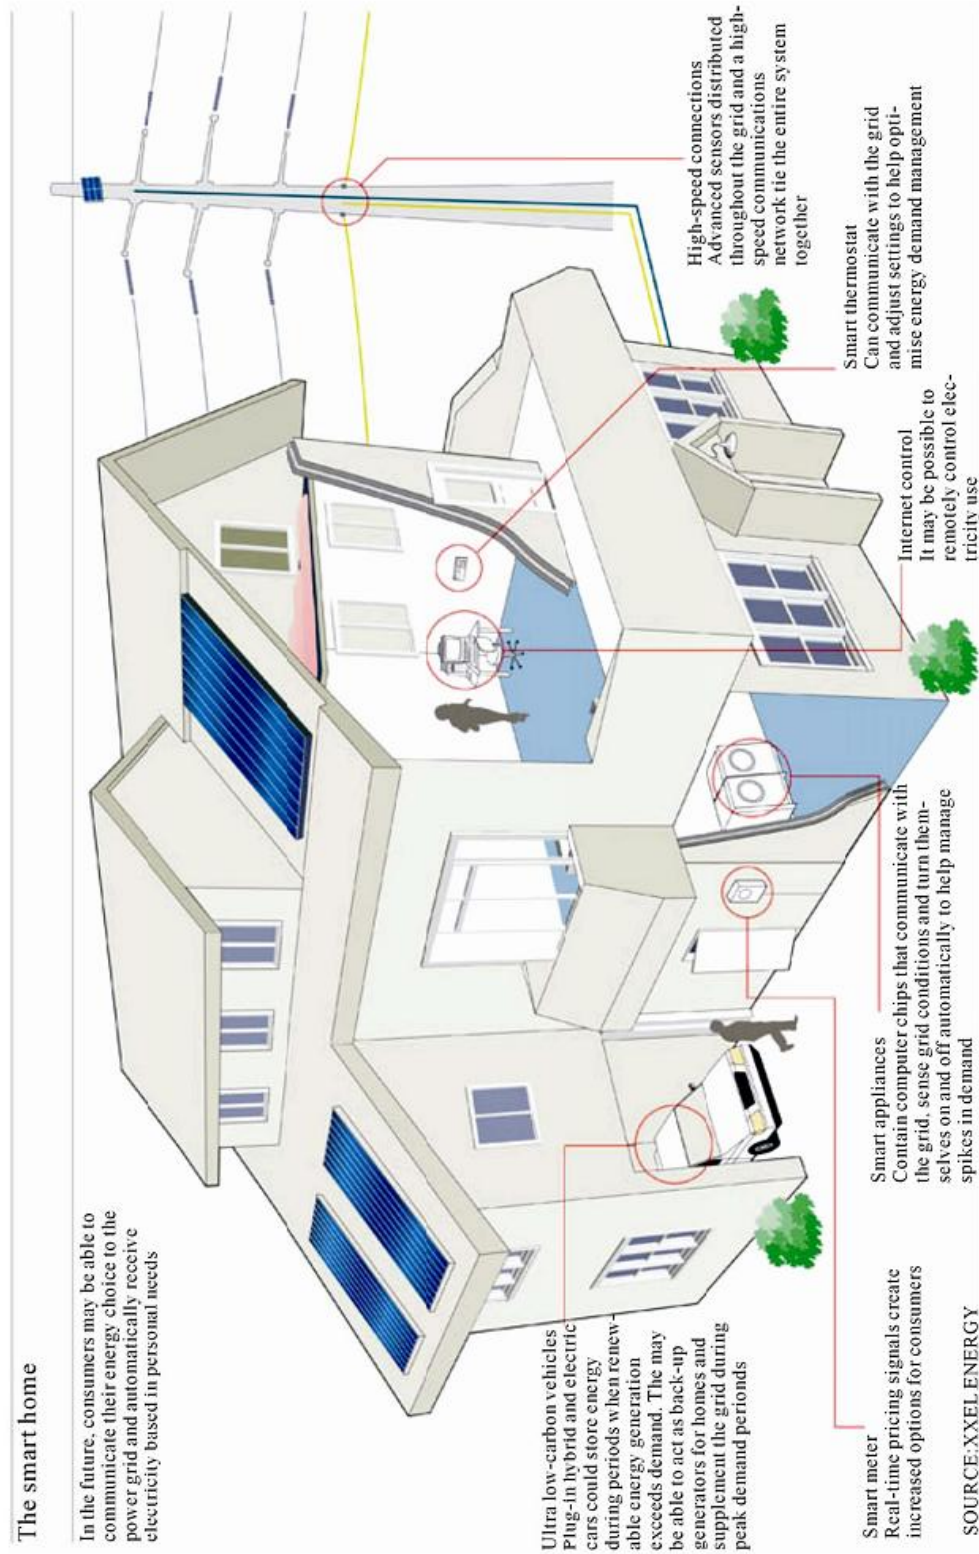 The smart home
In the future, consumers may be able to
communicate their energy choice to the
power grid and automatically receive
electricity based in personal needs
Ultra low-carbon vehicles
Plug-in hybrid and electric
cars could store energy
during periods when renew-
able energy generation
exceeds demand. The may
be able to act as back-up
generators for homes and
supplement the grid during
peak demand perionds
Smart meter
Real-time pricing signals create
increased options for consumers
Smart appliances
Contain computer chips that communicate with
the grid, sense grid conditions and turn them-
selves on and off automatically to help manage
spikes in demand
Internet control
It may be possible to
remotely control elec-
tricity use
Smart thermostat
Can communicate with the grid
and adjust settings to help opti-
mise energy demand management
High-speed connections
Advanced sensors distributed
throughout the grid and a high-
speed communications
network tie the entire system
together
SOURCE:XXEL ENERGY